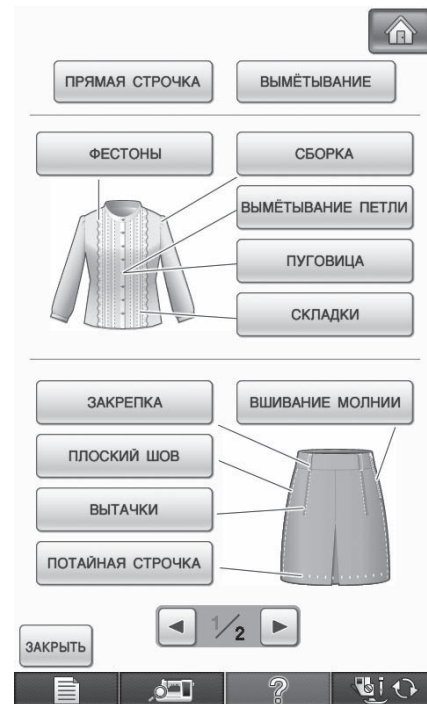 ПРЯМАЯ СТРОЧКА
ВЫМЁТЫВАНИЕ
ФЕСТОНЫ
СБОРКА
ВЫМЁТЫВАНИЕ ПЕТЛИ
ПУГОВИЦА
СКЛАДКИ
ЗАКРЕПКА
ВШИВАНИЕ МОЛНИИ
ПЛОСКИЙ ШОВ
ВЫТАЧКИ
ПОТАЙНАЯ СТРОЧКА
1/2
ЗАКРЫТЬ
?